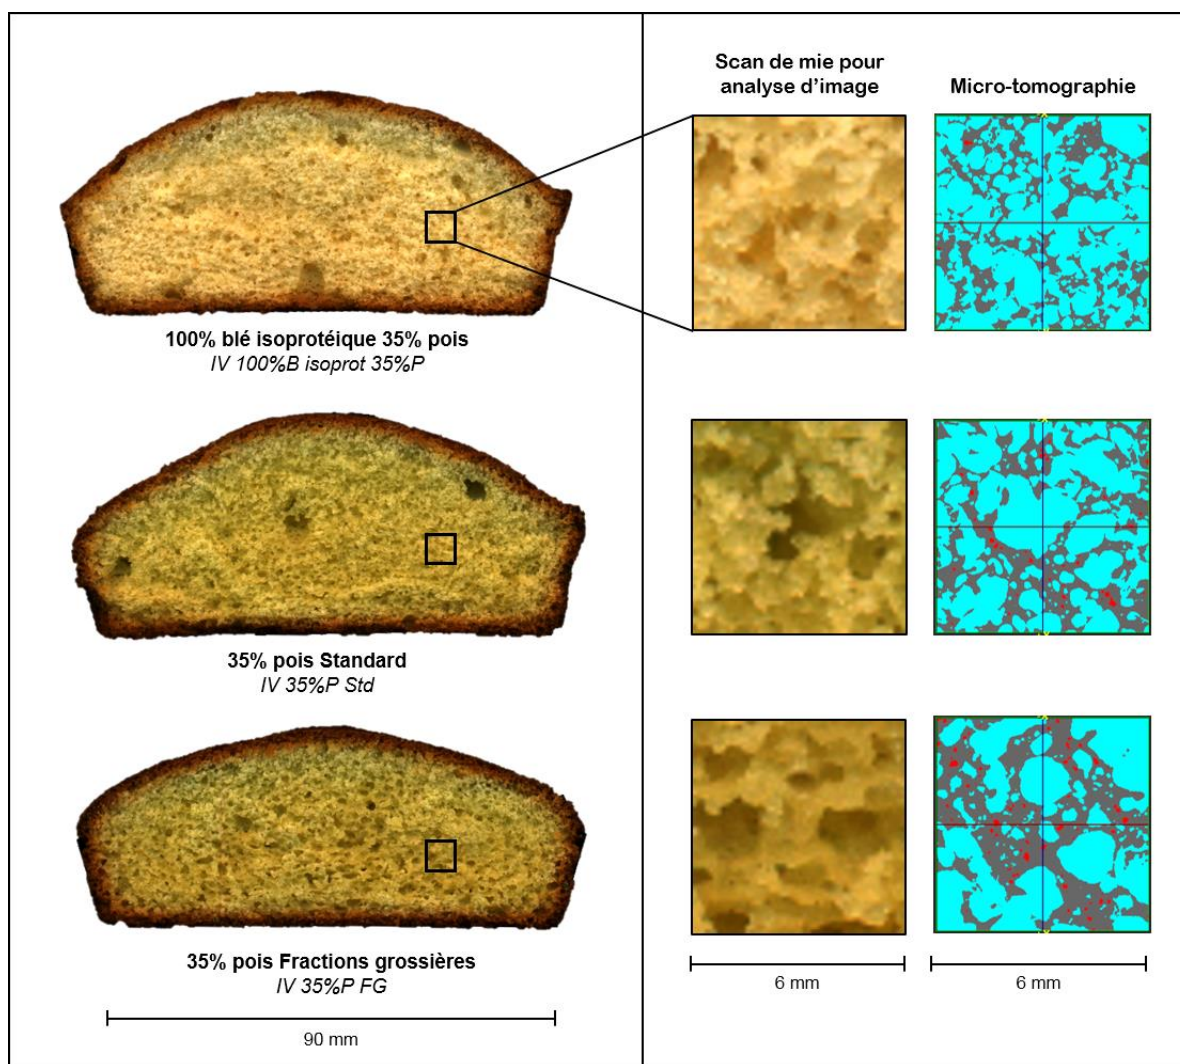 Scan de mie pour
analyse d'image
Micro-tomographie
100% blé isoprotéique 35% pois
IV 100%B isoprot 35%P
35% pois Standard
IV 35%P Std
35% pois Fractions grossières
IV 35%P FG
90 mm
6 mm
6 mm